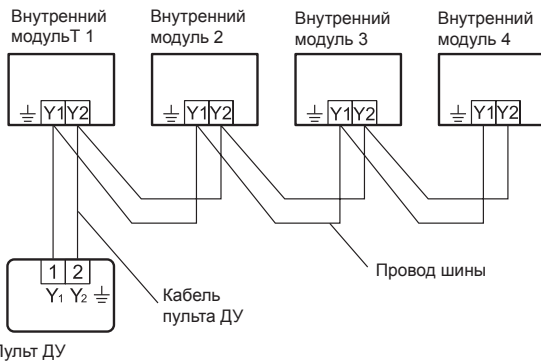 Внутренний
модульТ 1
Внутренний
модуль 2
Внутренний
модуль 3
Внутренний
модуль 4
Y1 Y2
Y1 Y2
Y1 Y2
Y1 Y2
1 2
Y1 Y2
Кабель
пульта ДУ
Провод шины
Пульт ДУ